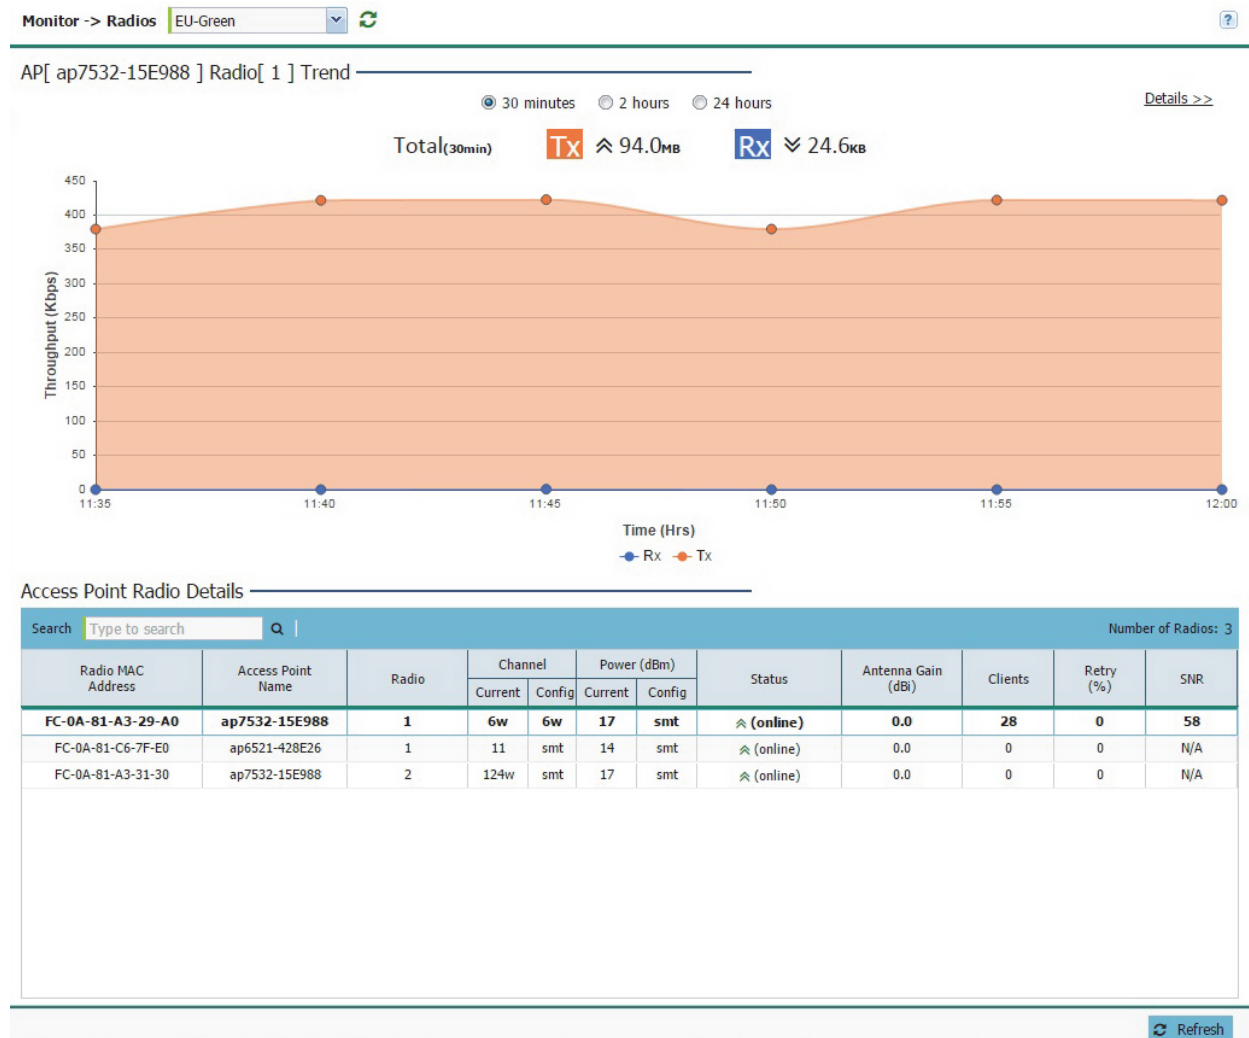 Monitor -> Radios EU-Green ?
AP[ ap7532-15E988 ] Radio[ 1 ] Trend
30 minutes 2 hours 24 hours Details >>
Total(30min) Tx 94.0MB Rx 24.6KB
450
400
350
300
250
200
150
100
50
0
Throughput (Kbps)
11:35 11:40 11:45 11:50 11:55 12:00
Time (Hrs)
Rx Tx
Access Point Radio Details
Search Type to search Number of Radios: 3
Radio MAC Address Access Point Name Radio Channel Power (dBm) Status Antenna Gain (dBi) Clients Retry (%) SNR
Current Config Current Config
FC-0A-81-A3-29-A0 ap7532-15E988 1 6w 6w 17 smt (online) 0.0 28 0 58
FC-0A-81-C6-7F-E0 ap6521-428E26 1 11 smt 14 smt (online) 0.0 0 0 N/A
FC-0A-81-A3-31-30 ap7532-15E988 2 124w smt 17 smt (online) 0.0 0 0 N/A
Refresh